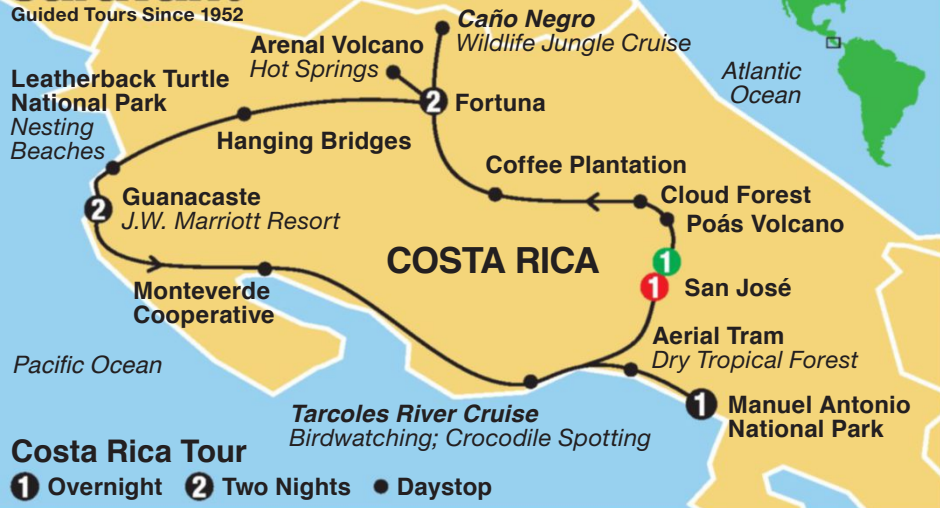 Guided Tours Since 1952
Caño Negro
Wildlife Jungle Cruise
Arenal Volcano
Hot Springs
Atlantic
Ocean
Leatherback Turtle
National Park
Nesting
Beaches
2 Fortuna
Hanging Bridges
Coffee Plantation
Cloud Forest
Poás Volcano
2 Guanacaste
J.W. Marriott Resort
COSTA RICA
1
1 San José
Monteverde
Cooperative
Aerial Tram
Dry Tropical Forest
Pacific Ocean
Tarcoles River Cruise
Birdwatching; Crocodile Spotting
1 Manuel Antonio
National Park
Costa Rica Tour
1 Overnight 2 Two Nights Daystop